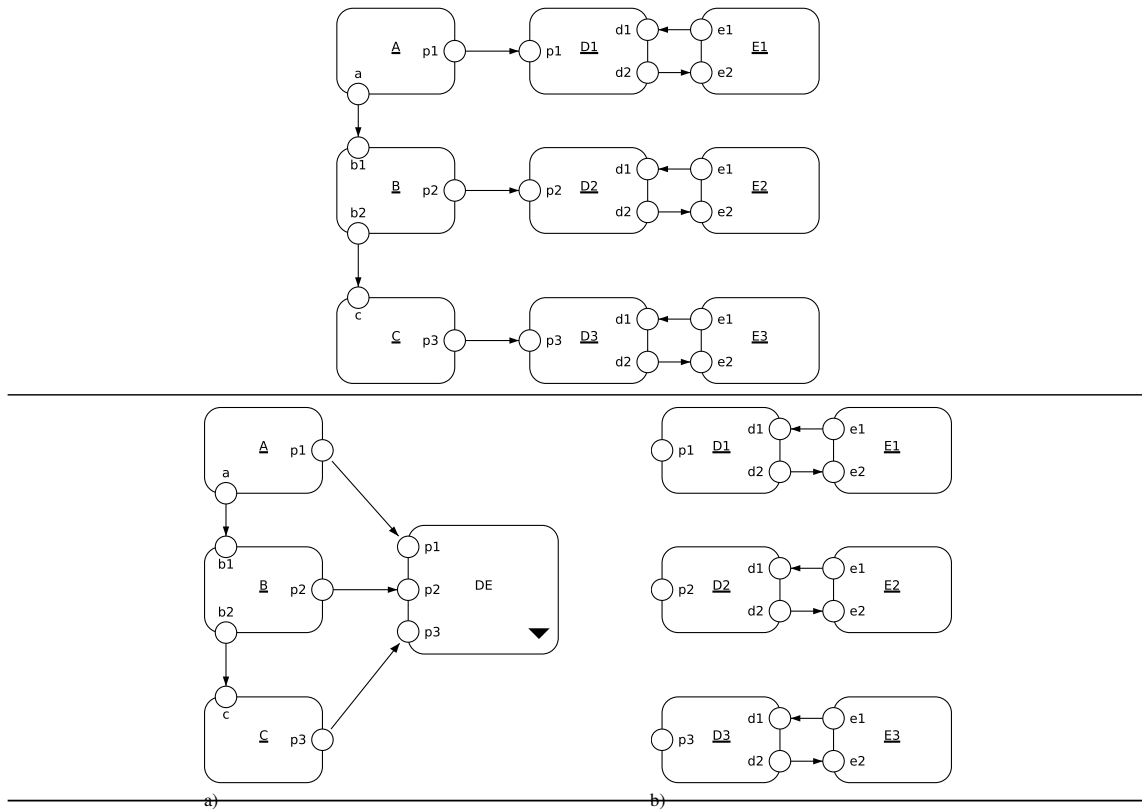 A p1 p1 D1 d1 e1 E1
d2 e2
a
b1
B p2 p2 D2 d1 e1 E2
d2 e2
b2
c
C p3 p3 D3 d1 e1 E3
d2 e2
A p1
a
b1
B p2
b2
c
C p3
p1
p2 DE
p3
p1 D1 d1 e1 E1
d2 e2
p2 D2 d1 e1 E2
d2 e2
p3 D3 d1 e1 E3
d2 e2
a) b)